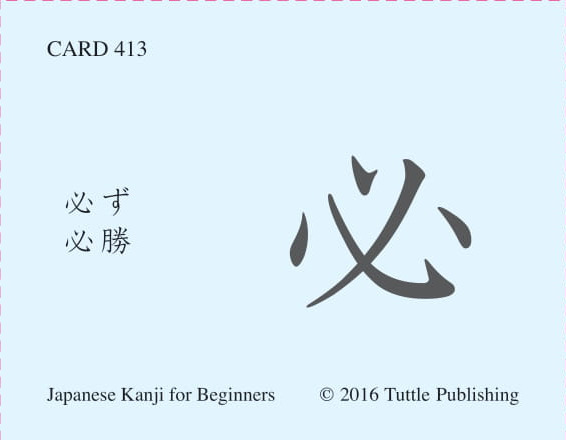 CARD 413
必ず
必勝
必
Japanese Kanji for Beginners
© 2016 Tuttle Publishing